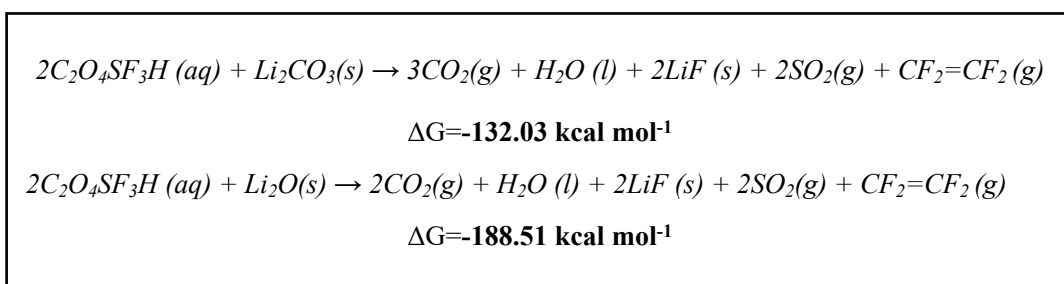 2C₂O₄SF₃H (aq) + Li₂CO₃(s) → 3CO₂(g) + H₂O (l) + 2LiF (s) + 2SO₂(g) + CF₂=CF₂ (g)
ΔG=-132.03 kcal mol⁻¹
2C₂O₄SF₃H (aq) + Li₂O(s) → 2CO₂(g) + H₂O (l) + 2LiF (s) + 2SO₂(g) + CF₂=CF₂ (g)
ΔG=-188.51 kcal mol⁻¹